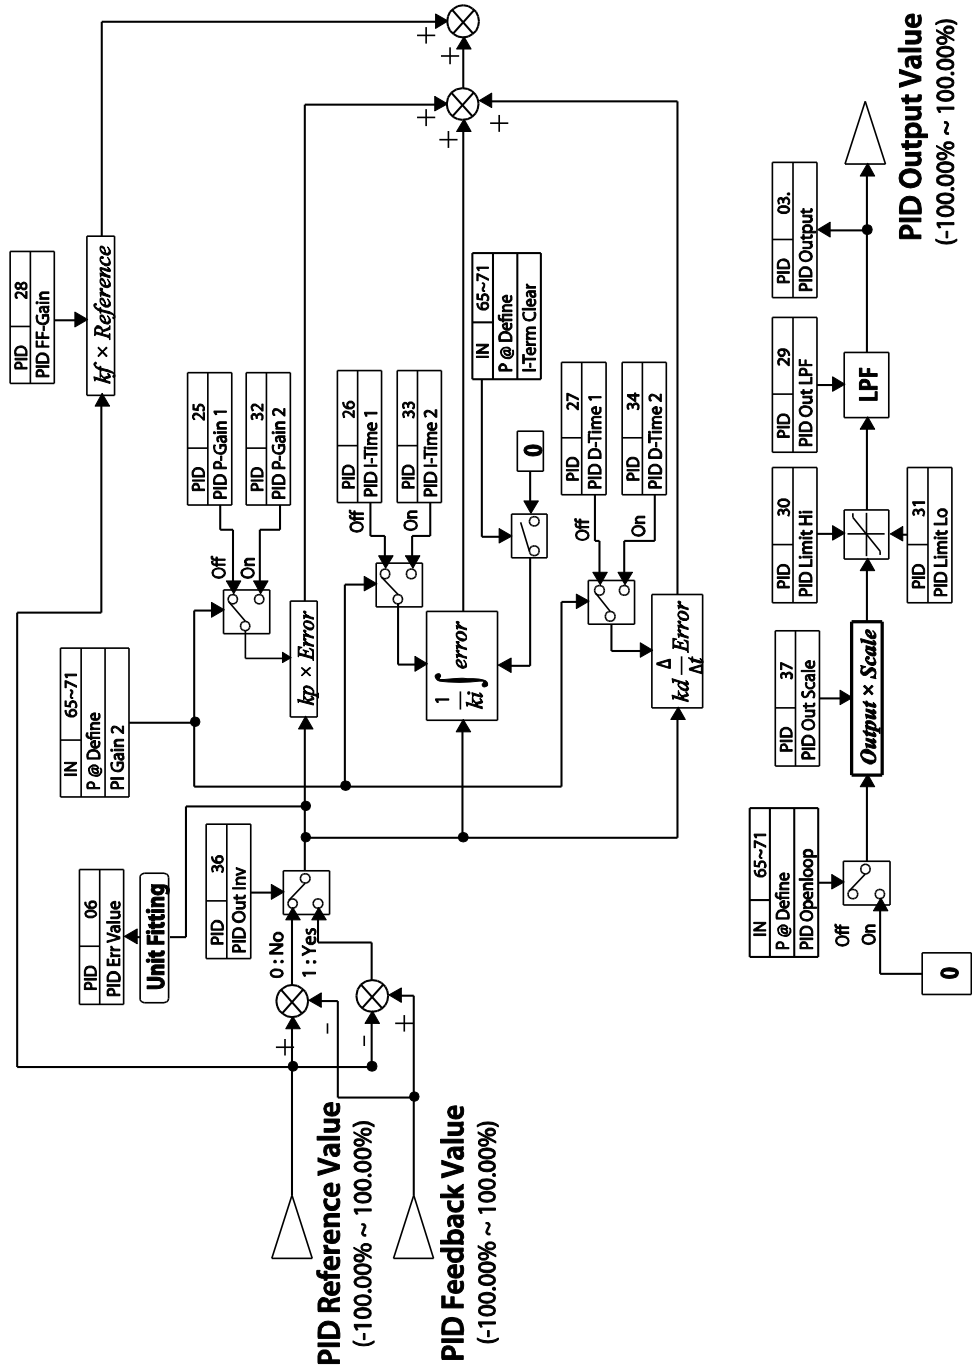 PID 28
PID FF-Gain
kf × Reference
PID 25
PID P-Gain 1
PID 32
PID P-Gain 2
Off
On
IN 65~71
P @ Define
PI Gain 2
kp × Error
PID 26
PID I-Time 1
PID 33
PID I-Time 2
Off
On
IN 65~71
P @ Define
I-Term Clear
0
1/ki ∫ error
PID 27
PID D-Time 1
PID 34
PID D-Time 2
Off
On
kd Δ/Δt Error
+
+
+
+
+
PID 06
PID Err Value
Unit Fitting
PID 36
PID Out Inv
0 : No
1 : Yes
+
-
-
+
PID Reference Value
(-100.00% ~ 100.00%)
PID Feedback Value
(-100.00% ~ 100.00%)
IN 65~71
P @ Define
PID Openloop
Off
On
0
PID 37
PID Out Scale
Output × Scale
PID 30
PID Limit Hi
PID 31
PID Limit Lo
PID 29
PID Out LPF
LPF
PID 03.
PID Output
PID Output Value
(-100.00% ~ 100.00%)